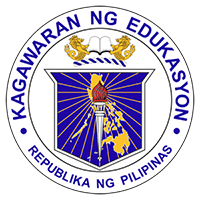 KAGAWARAN NG EDUKASYON
REPUBLIKA NG PILIPINAS